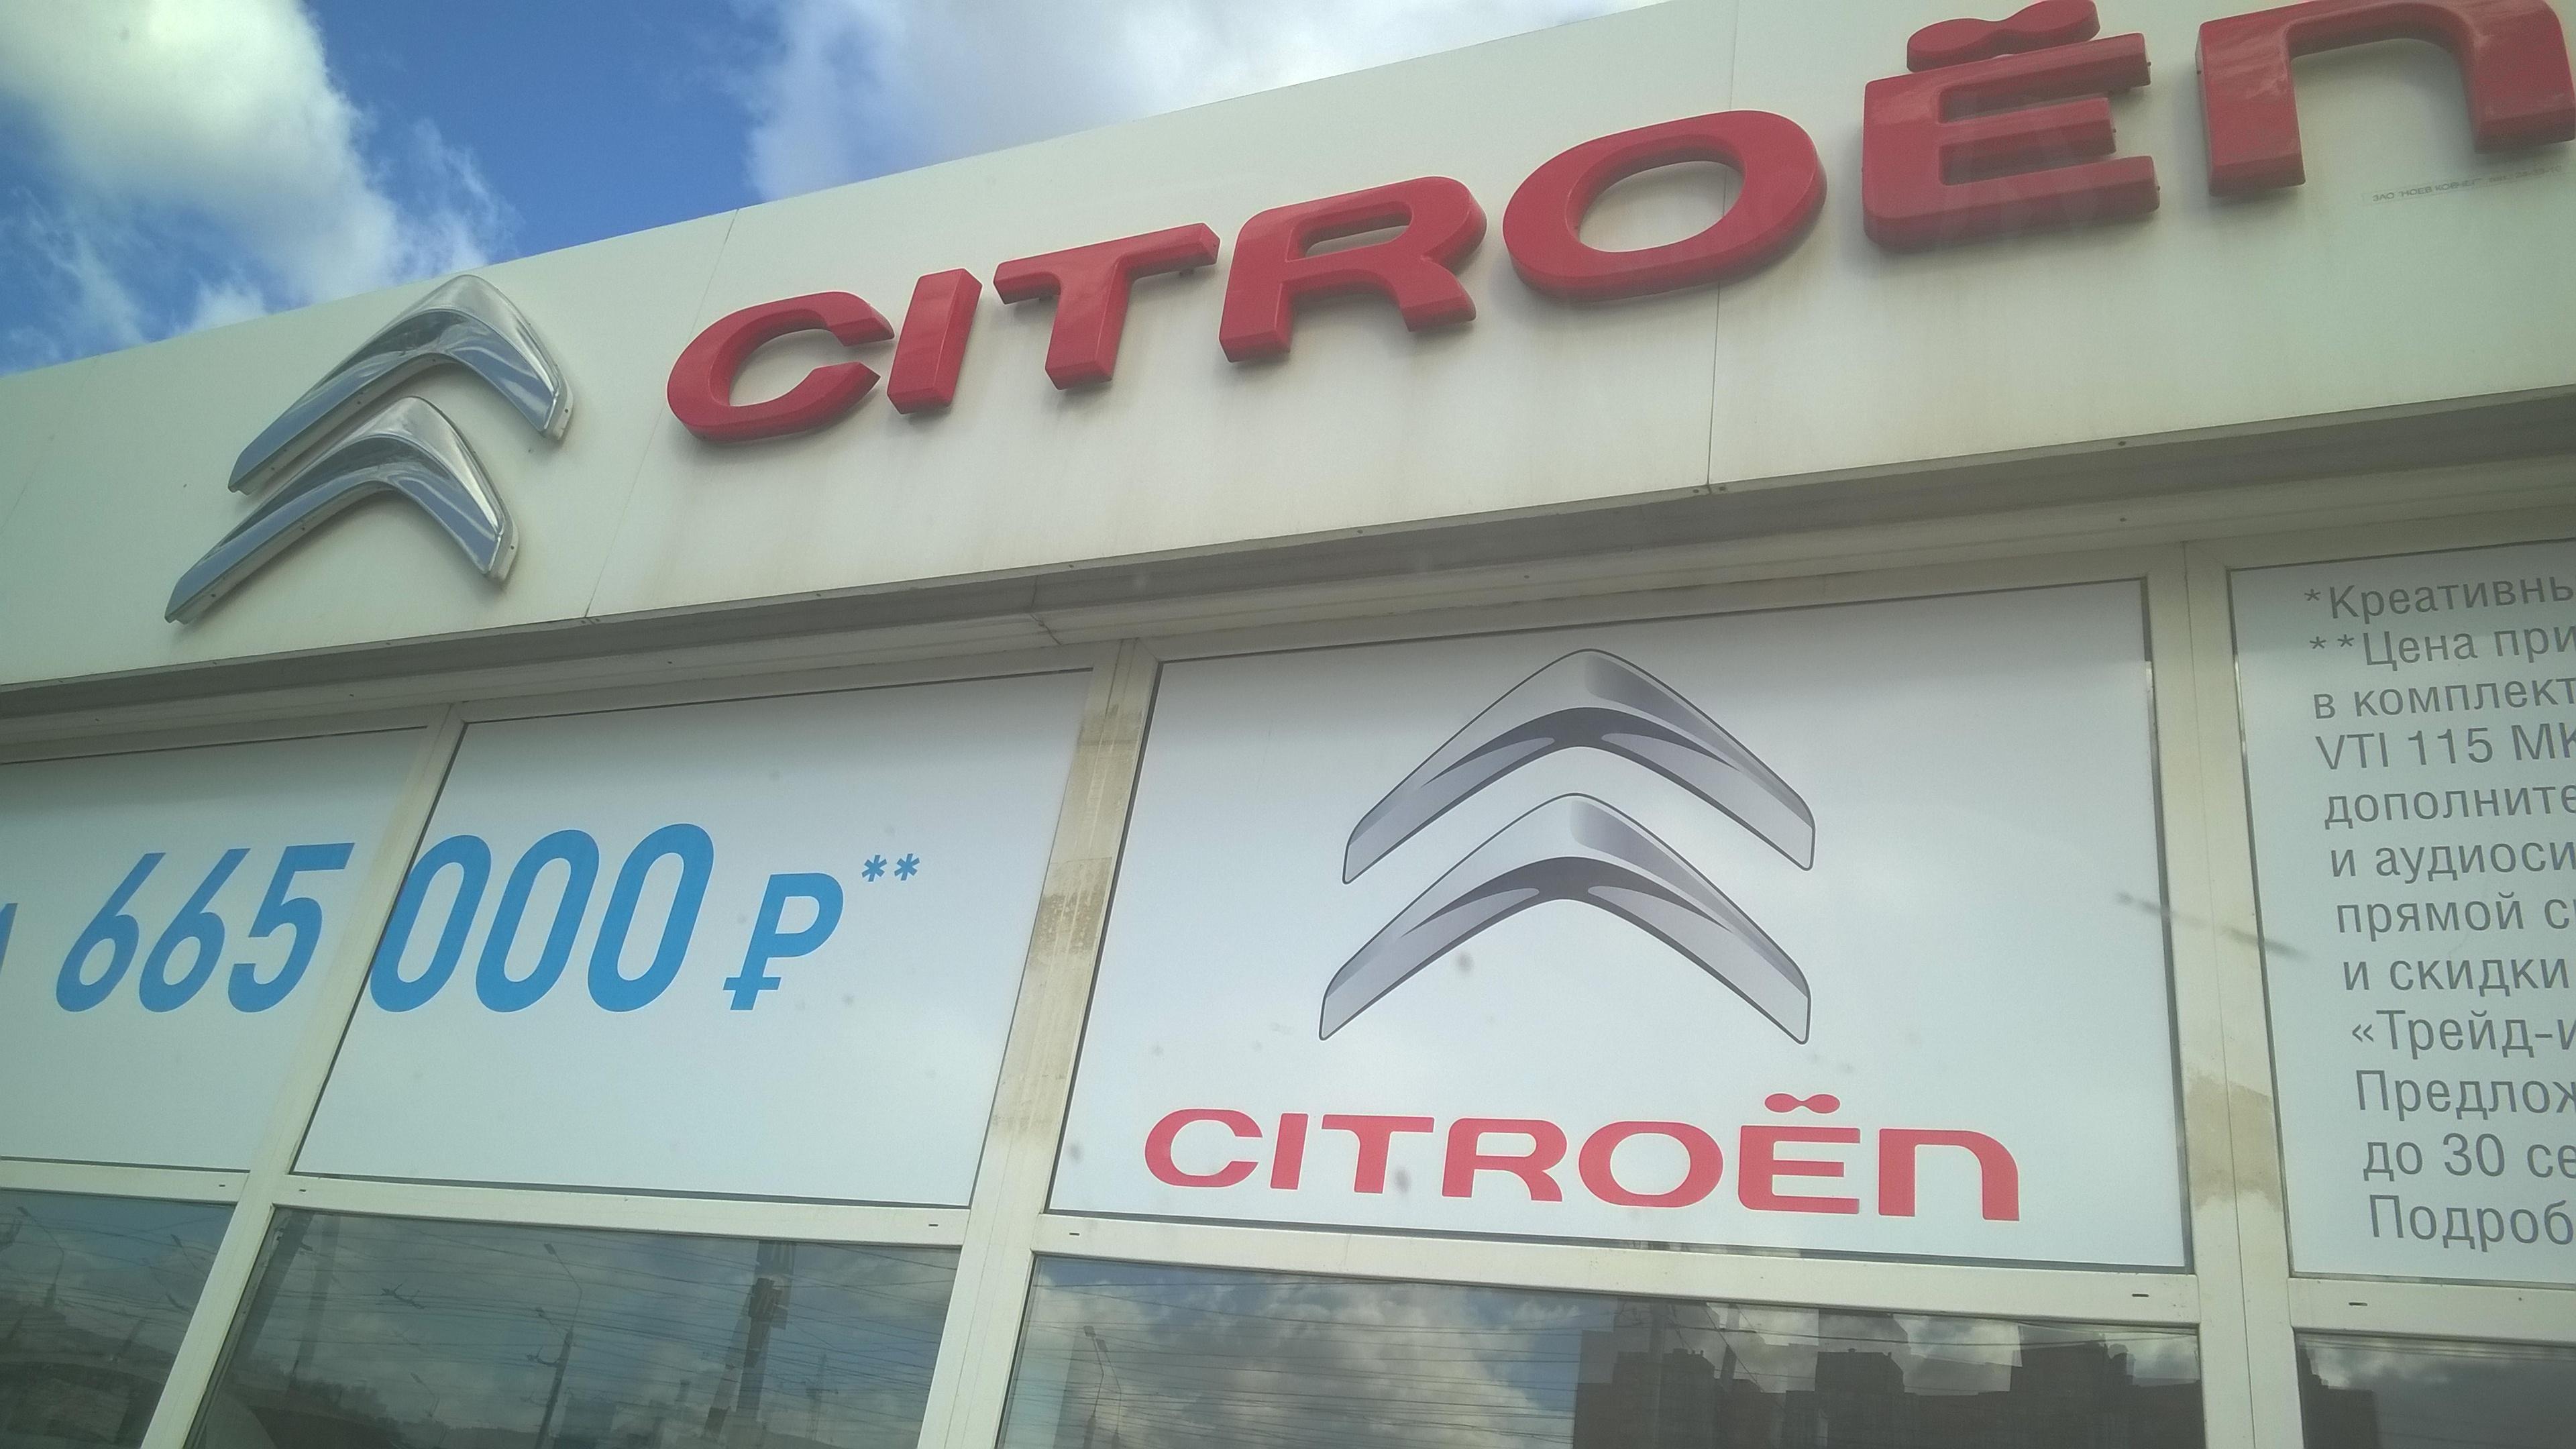 CITROËN
665 000 ₽**
CITROËN
*Креативны
**Цена при
в комплект
VTI 115 МК
дополните
и аудиоси
прямой с
и скидки
«Трейд-и
Предлож
до 30 се
Подроб